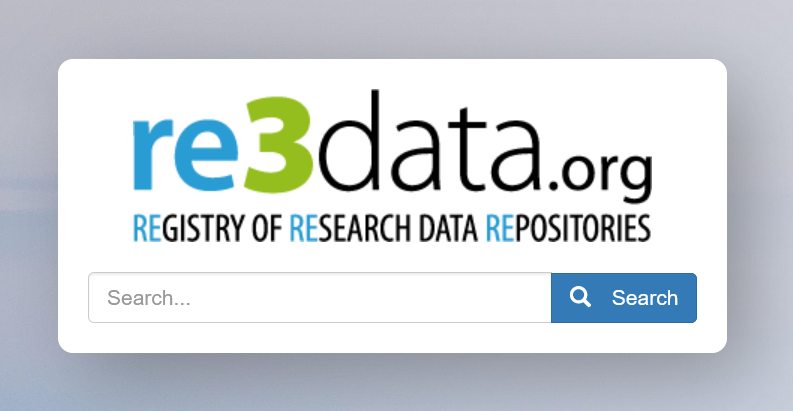 re3data.org
REGISTRY OF RESEARCH DATA REPOSITORIES
Search... Search